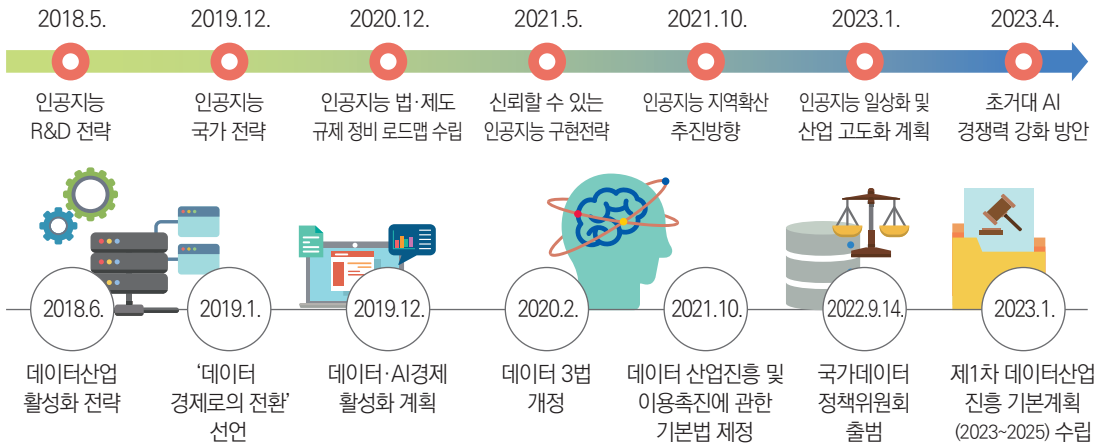 2018.5.
2019.12.
2020.12.
2021.5.
2022.1.
2023.1.
2023.4.
인공지능
R&D 전략
인공지능
국가 전략
인공지능 법·제도
규제 정비 로드맵 수립
신뢰할 수 있는
인공지능 구현전략
인공지능 지역확산
추진방향
인공지능 일상화 및
산업 고도화 계획
초거대 AI
경쟁력 강화 방안
2018.6.
2019.1.
2019.12.
2020.2.
2021.10.
2022.9.14.
2023.1.
데이터산업
활성화 전략
‘데이터
경제로의 전환’
선언
데이터·AI경제
활성화 계획
데이터 3법
개정
데이터 산업진흥 및
이용촉진에 관한
기본법 제정
국가데이터
정책위원회
출범
제1차 데이터산업
진흥 기본계획
(2023~2025) 수립